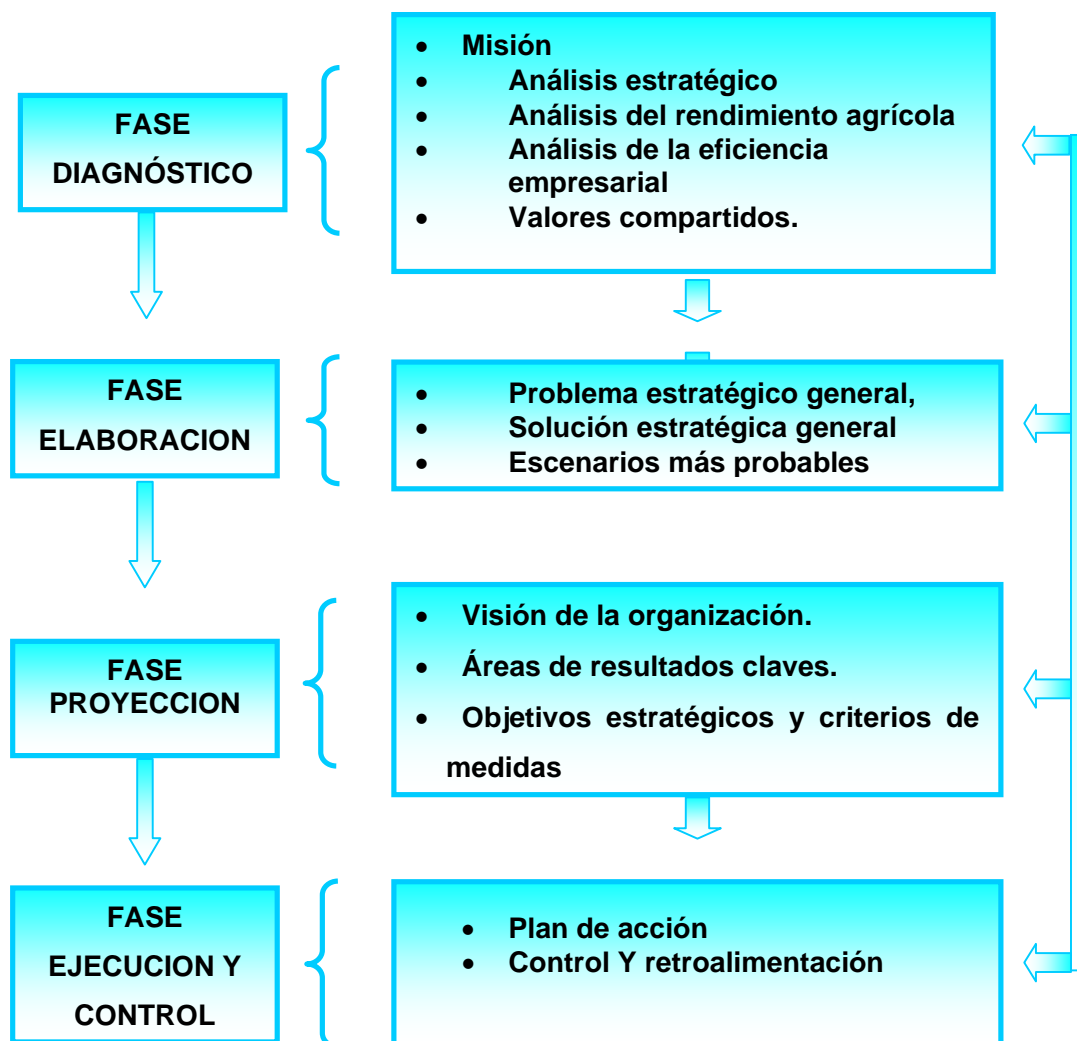 FASE
DIAGNÓSTICO
• Misión
• Análisis estratégico
• Análisis del rendimiento agrícola
• Análisis de la eficiencia
empresarial
• Valores compartidos.
FASE
ELABORACION
• Problema estratégico general,
• Solución estratégica general
• Escenarios más probables
FASE
PROYECCION
• Visión de la organización.
• Áreas de resultados claves.
• Objetivos estratégicos y criterios de
medidas
FASE
EJECUCION Y
CONTROL
• Plan de acción
• Control Y retroalimentación